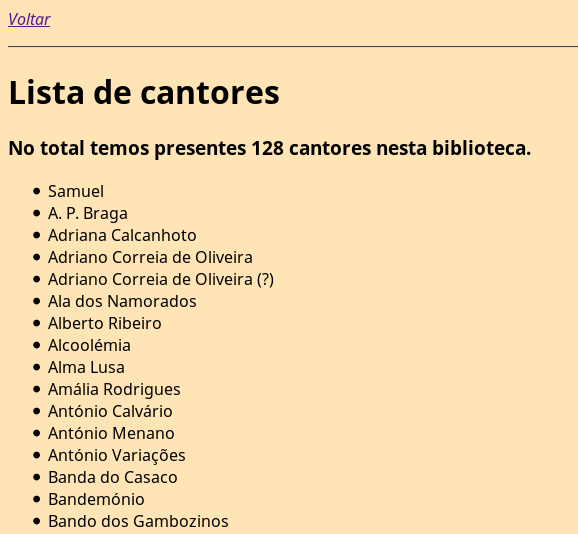 Voltar
Lista de cantores
No total temos presentes 128 cantores nesta biblioteca.
Samuel
A. P. Braga
Adriana Calcanhoto
Adriano Correia de Oliveira
Adriano Correia de Oliveira (?)
Ala dos Namorados
Alberto Ribeiro
Alcoolémia
Alma Lusa
Amália Rodrigues
António Calvário
António Menano
António Variações
Banda do Casaco
Bandemónio
Bando dos Gambozinos